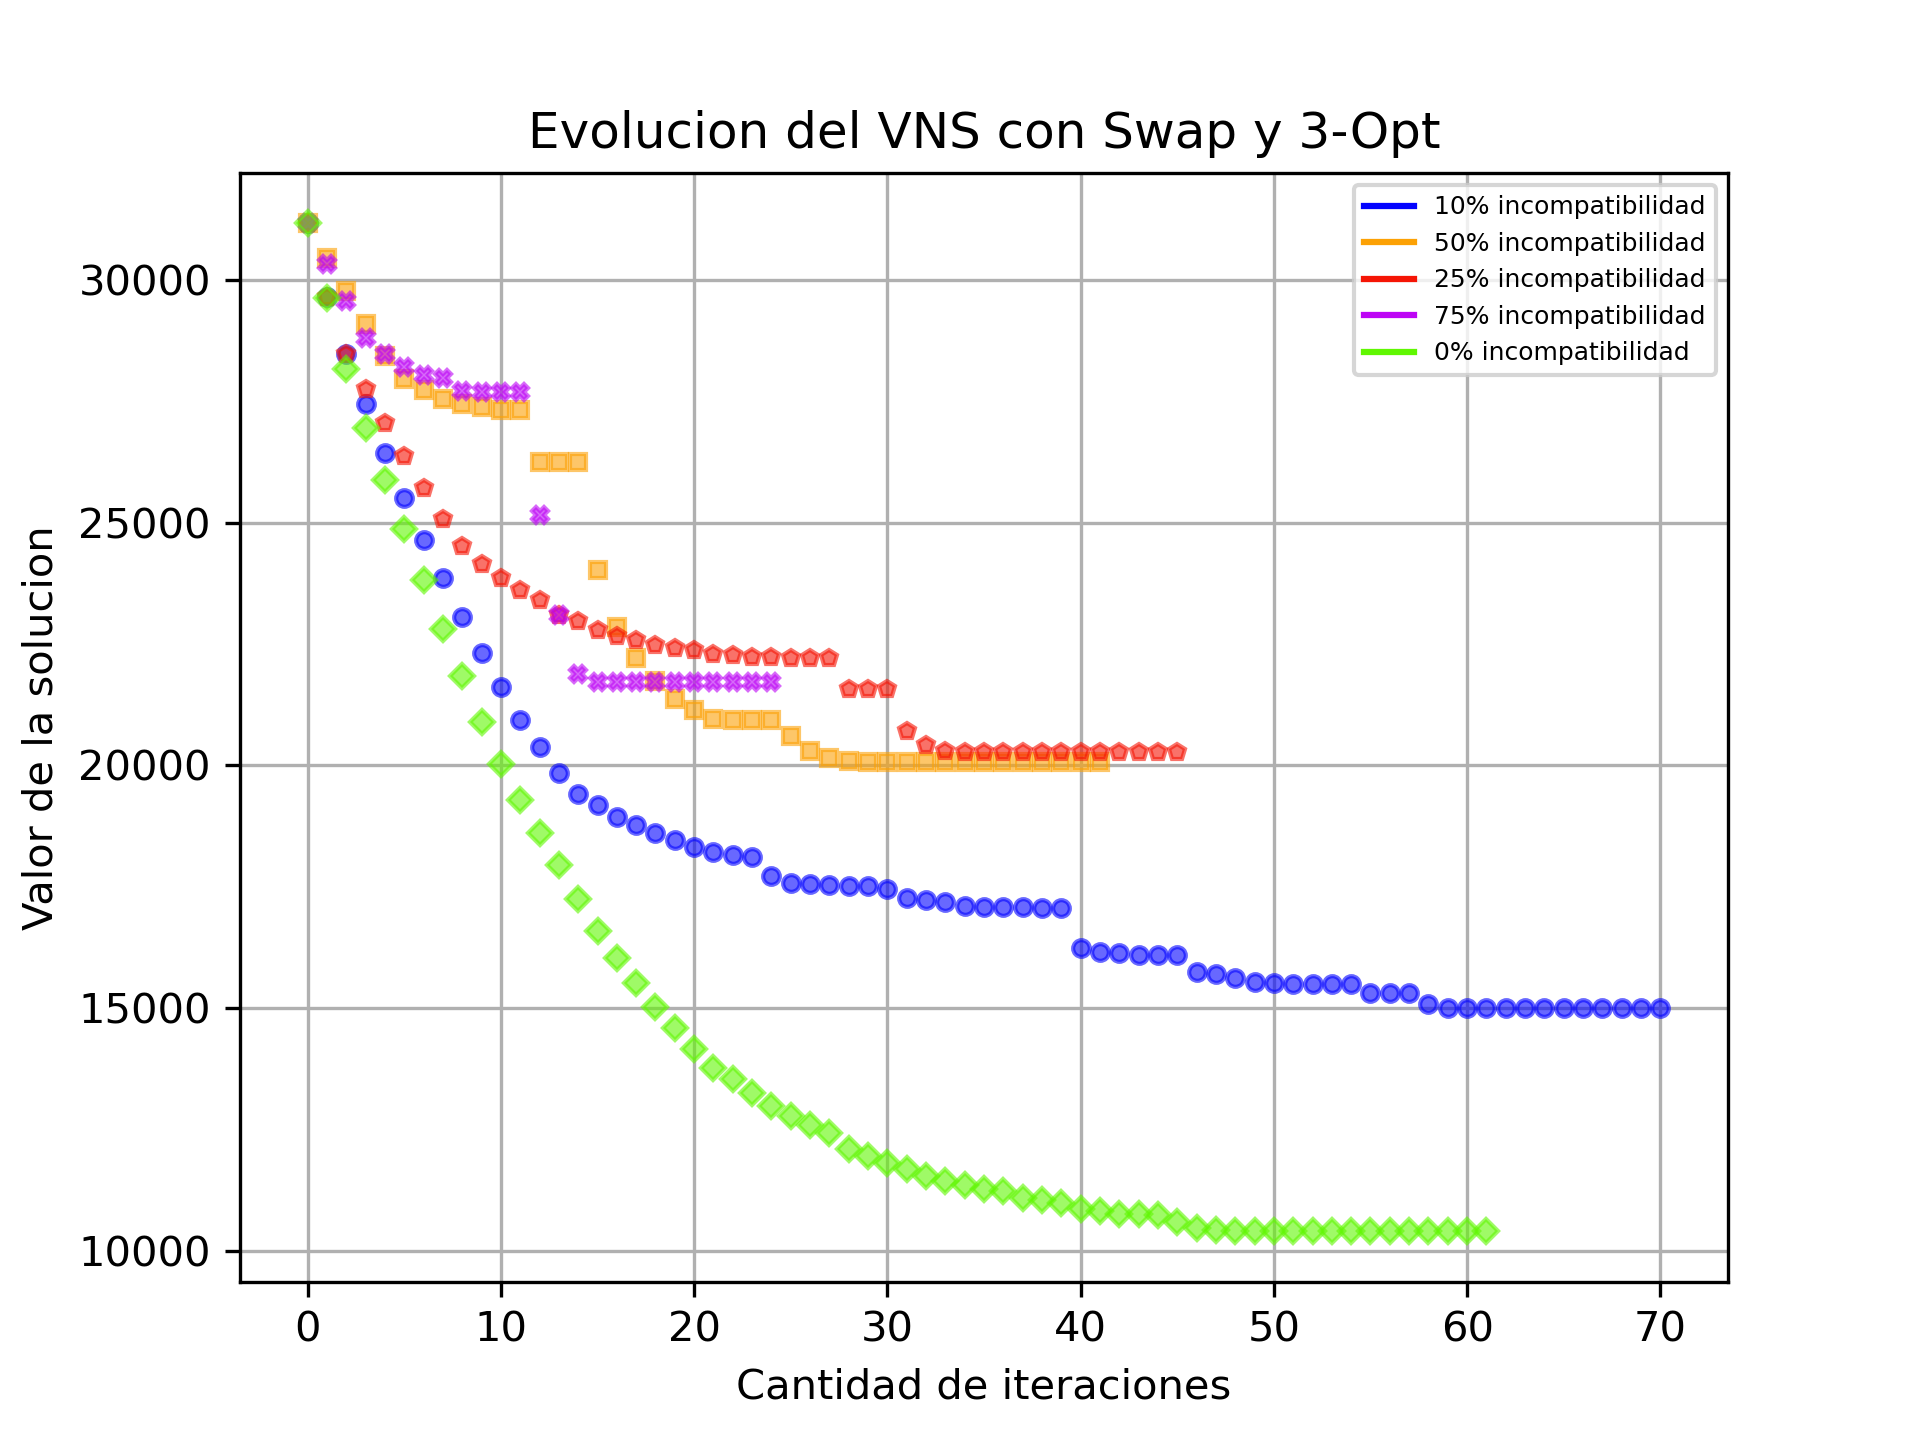 Evolucion del VNS con Swap y 3-Opt
10% incompatibilidad
50% incompatibilidad
25% incompatibilidad
75% incompatibilidad
0% incompatibilidad
Valor de la solucion
30000
25000
20000
15000
10000
0 10 20 30 40 50 60 70
Cantidad de iteraciones